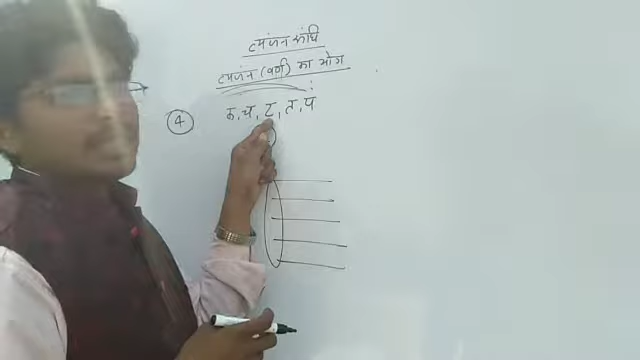 व्यंजन संधि
व्यंजन (वर्ण) का योग
④ क, च, ट, त, प